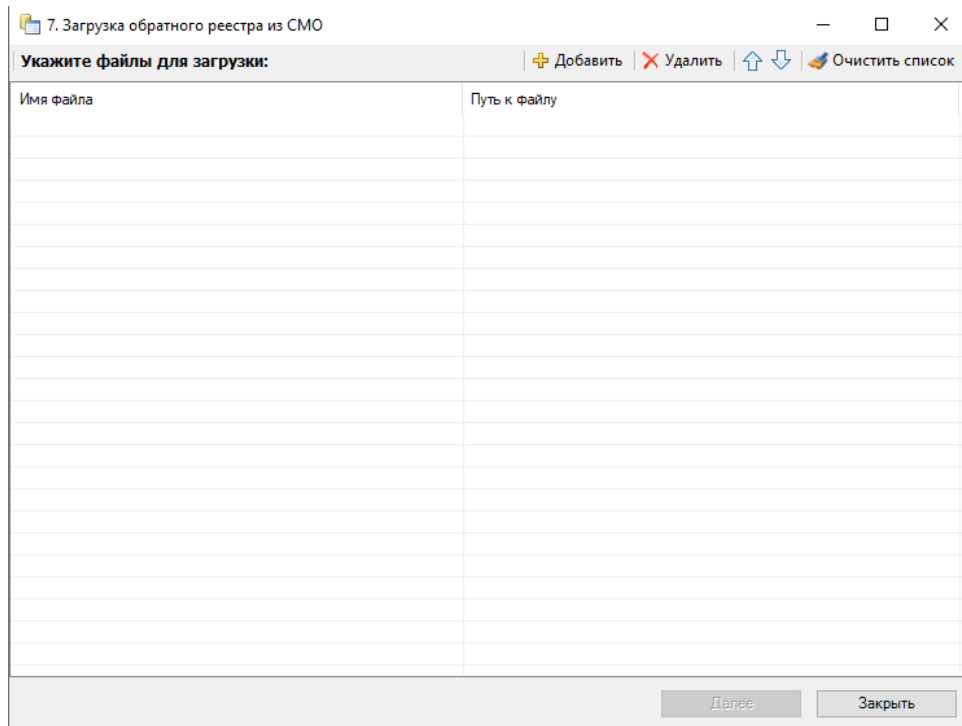 7. Загрузка обратного реестра из СМО
Укажите файлы для загрузки: Добавить Удалить Очистить список
Имя файла Путь к файлу
Далее Закрыть